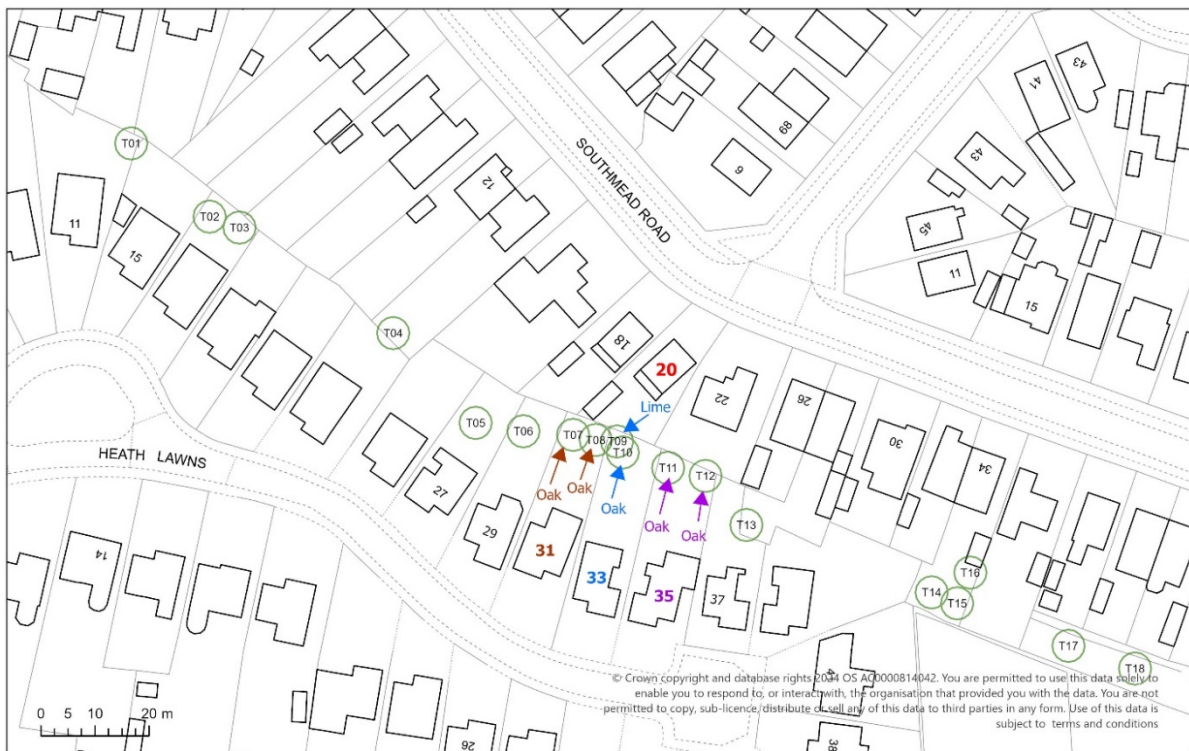 43
41
68
SOUTHMEAD ROAD
9
43
T01
12
T02
T03
11
45
15
11
15
T04
18
20
22
26
Lime
T05
T06
T07
T08
T09
T10
30
34
HEATH LAWNS
27
T11
T12
Oak
Oak
Oak
Oak
Oak
T13
29
31
33
35
37
14
T16
T14
T15
T17
T18
41
© Crown copyright and database rights 2024 OS AC0000814042. You are permitted to use this data solely to
enable you to respond to, or interact with, the organisation that provided you with the data. You are not
permitted to copy, sub-licence, distribute or sell any of this data to third parties in any form. Use of this data is
subject to terms and conditions
0 5 10 20 m
26
38